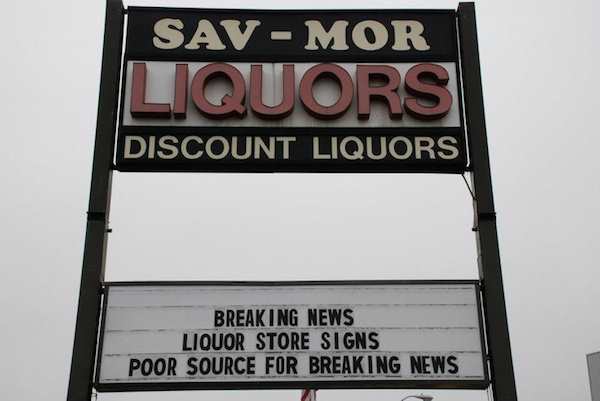 SAV-MOR
LIQUORS
DISCOUNT LIQUORS
BREAKING NEWS
LIQUOR STORE SIGNS
POOR SOURCE FOR BREAKING NEWS